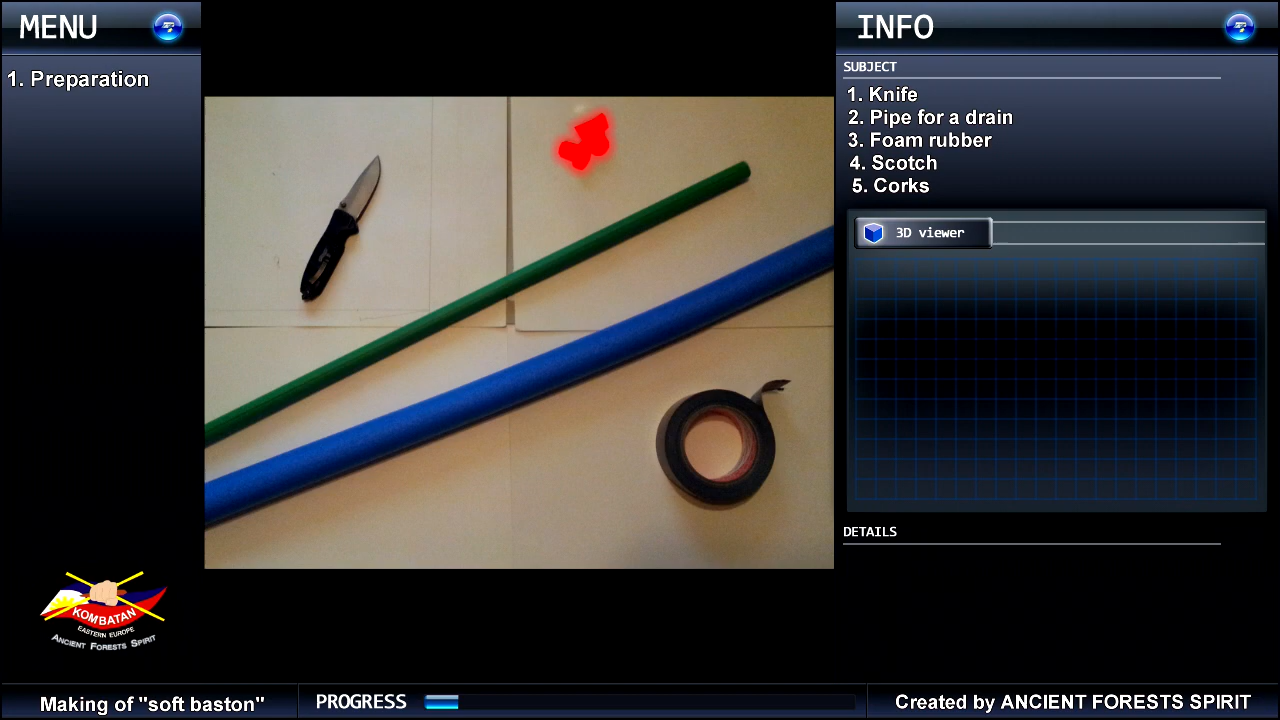 MENU
1. Preparation
INFO
SUBJECT
1. Knife
2. Pipe for a drain
3. Foam rubber
4. Scotch
5. Corks
3D viewer
DETAILS
KOMBATAN
EASTERN EUROPE
ANCIENT FORESTS SPIRIT
Making of "soft baston"
PROGRESS
Created by ANCIENT FORESTS SPIRIT